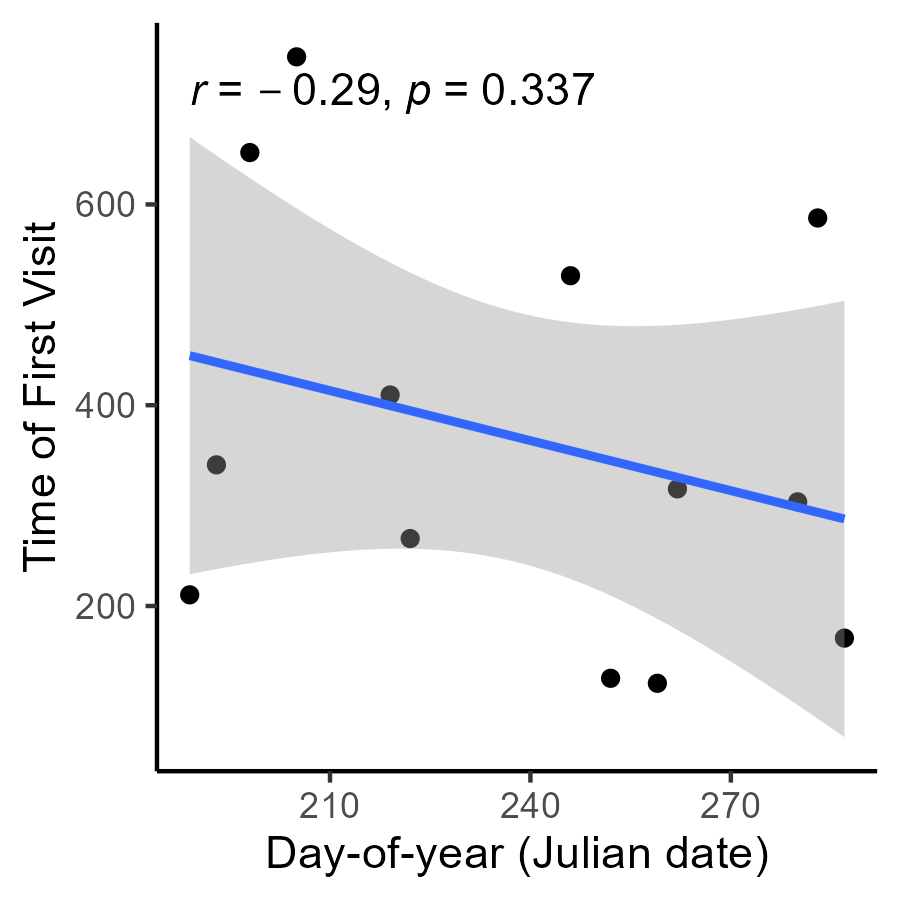 r = − 0.29, p = 0.337
600
400
200
Time of First Visit
210 240 270
Day-of-year (Julian date)